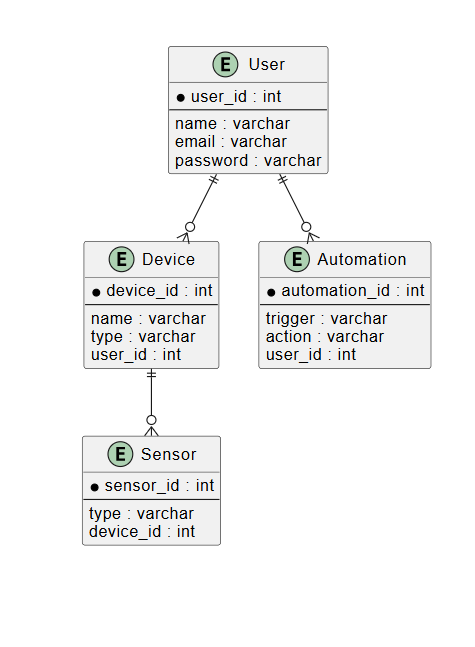 E User
user_id : int
name : varchar
email : varchar
password : varchar
E Device
device_id : int
name : varchar
type : varchar
user_id : int
E Automation
automation_id : int
trigger : varchar
action : varchar
user_id : int
E Sensor
sensor_id : int
type : varchar
device_id : int